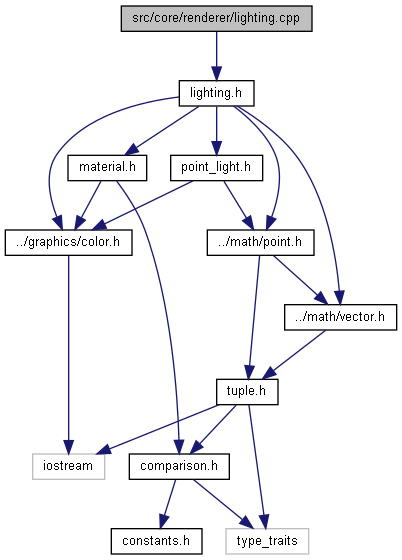 src/core/renderer/lighting.cpp
lighting.h
material.h
point_light.h
../graphics/color.h
../math/point.h
../math/vector.h
tuple.h
iostream
comparison.h
constants.h
type_traits